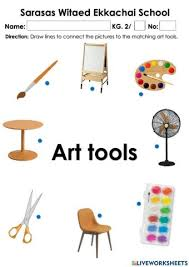 Sarasas Witaed Ekkachai School
Name: KG. 2/ No:
Direction: Draw lines to connect the pictures to the matching art tools.
Art tools
LIVEWORKSHEETS